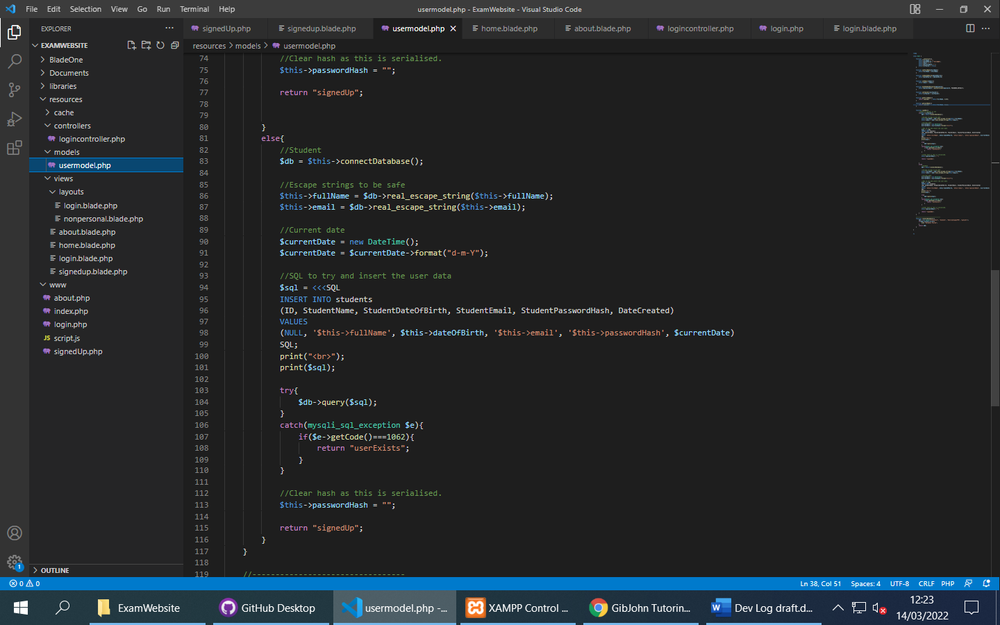 File Edit Selection View Go Run Terminal Help
usermodel.php - ExamWebsite - Visual Studio Code
EXPLORER
signedUp.php
signedup.blade.php
usermodel.php
home.blade.php
about.blade.php
logincontroller.php
login.php
login.blade.php
resources > models > usermodel.php
EXAMWEBSITE
BladeOne
Documents
libraries
resources
cache
controllers
logincontroller.php
models
usermodel.php
views
layouts
login.blade.php
nonpersonal.blade.php
about.blade.php
home.blade.php
login.blade.php
signedup.blade.php
www
about.php
index.php
login.php
JS script.js
signedUp.php
OUTLINE
74 //Clear hash as this is serialised.
75 $this->passwordHash = "";
76
77 return "signedUp";
78
79
80 }
81 else{
82 //Student
83 $db = $this->connectDatabase();
84
85 //Escape strings to be safe
86 $this->fullName = $db->real_escape_string($this->fullName);
87 $this->email = $db->real_escape_string($this->email);
88
89 //Current date
90 $currentDate = new DateTime();
91 $currentDate = $currentDate->format("d-m-Y");
92
93 //SQL to try and insert the user data
94 $sql = <<<SQL
95 INSERT INTO students
96 (ID, StudentName, StudentDateOfBirth, StudentEmail, StudentPasswordHash, DateCreated)
97 VALUES
98 (NULL, '$this->fullName', $this->dateOfBirth, '$this->email', '$this->passwordHash', $currentDate)
99 SQL;
100 print("<br>");
101 print($sql);
102
103 try{
104 $db->query($sql);
105 }
106 catch(mysqli_sql_exception $e){
107 if($e->getCode()===1062){
108 return "userExists";
109 }
110 }
111
112 //Clear hash as this is serialised.
113 $this->passwordHash = "";
114
115 return "signedUp";
116 }
117 }
118
119 //---------------------------------
1
0 0
Ln 38, Col 51 Spaces: 4 UTF-8 CRLF PHP
ExamWebsite
GitHub Desktop
usermodel.php -...
XAMPP Control ...
GibJohn Tutorin...
Dev Log draft.d...
12:23
14/03/2022